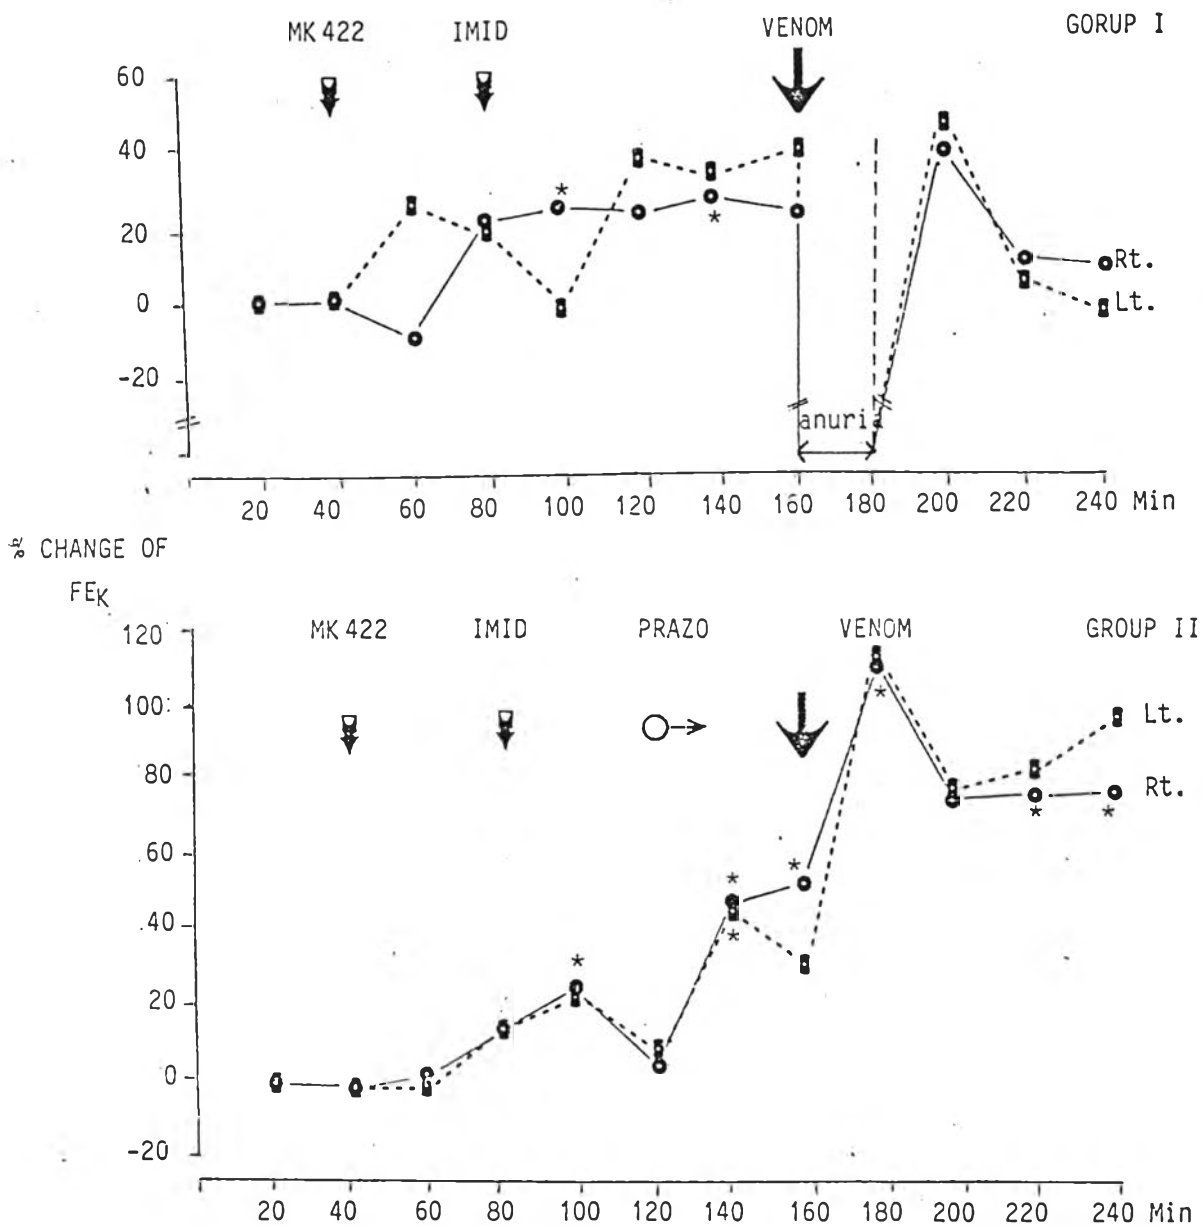 MK 422 IMID VENOM GORUP I
60
40
20
0
-20
Rt.
Lt.
anuria
20 40 60 80 100 120 140 160 180 200 220 240 Min
% CHANGE OF
FEK
MK 422 IMID PRAZO VENOM GROUP II
120
100
80
60
40
20
0
-20
Lt.
Rt.
20 40 60 80 100 120 140 160 180 200 220 240 Min